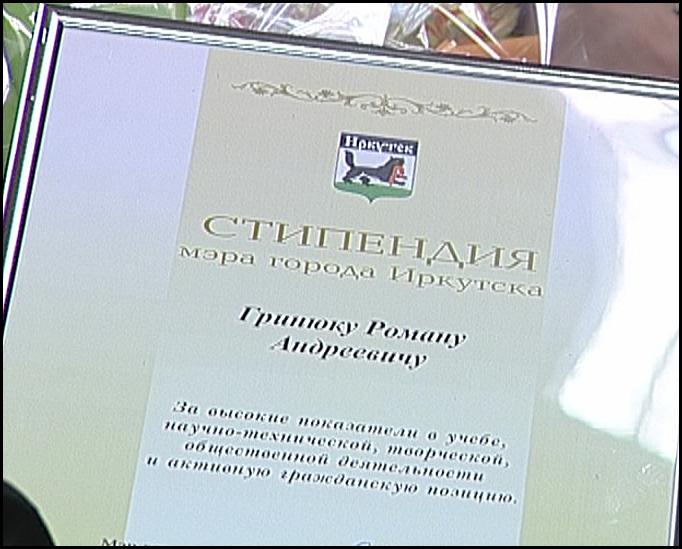 Иркутск
СТИПЕНДИЯ
мэра города Иркутска
Гринюку Роману
Андреевичу
За высокие показатели в учебе,
научно-технической, творческой,
общественной деятельности
и активную гражданскую позицию.